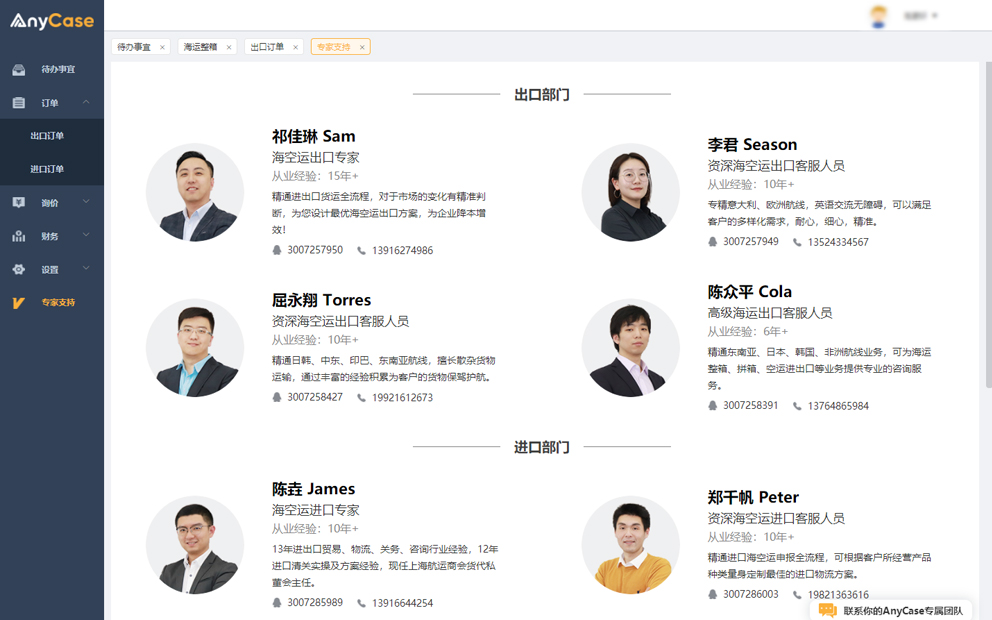 AnyCase
待办事宜
订单
出口订单
进口订单
询价
财务
设置
专家支持
待办事宜 ×
海运整箱 ×
出口订单 ×
专家支持 ×
出口部门
祁佳琳 Sam
海空运出口专家
从业经验：15年+
精通进出口货运全流程，对于市场的变化有精准判
断，为您设计最优海空运出口方案，为企业降本增
效！
3007257950 13916274986
李君 Season
资深海空运出口客服人员
从业经验：10年+
专精意大利、欧洲航线，英语交流无障碍，可以满足
客户的多样化需求，耐心，细心，精准。
3007257949 13524334567
屈永翔 Torres
资深海空运出口客服人员
从业经验：10年+
精通日韩、中东、印巴、东南亚航线，擅长散杂货物
运输，通过丰富的经验积累为客户的货物保驾护航。
3007258427 19921612673
陈众平 Cola
高级海运出口客服人员
从业经验：6年+
精通东南亚、日本、韩国、非洲航线业务，可为海运
整箱、拼箱、空运进出口等业务提供专业的咨询服
务。
3007258391 13764865984
进口部门
陈垚 James
海空运进口专家
从业经验：10年+
13年进出口贸易、物流、关务、咨询行业经验，12年
进口清关实操及方案经验，现任上海航运商会货代私
董会主任。
3007285989 13916644254
郑千帆 Peter
资深海空运进口客服人员
从业经验：10年+
精通进口海空运申报全流程，可根据客户所经营产品
种类量身定制最佳的进口物流方案。
3007286003 19821363616
联系你的AnyCase专属团队